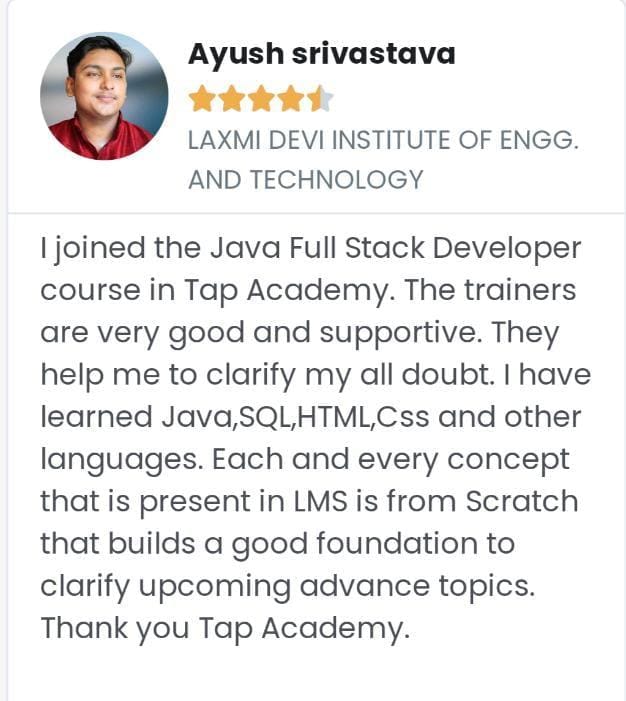 Ayush srivastava
LAXMI DEVI INSTITUTE OF ENGG.
AND TECHNOLOGY
I joined the Java Full Stack Developer
course in Tap Academy. The trainers
are very good and supportive. They
help me to clarify my all doubt. I have
learned Java,SQL,HTML,Css and other
languages. Each and every concept
that is present in LMS is from Scratch
that builds a good foundation to
clarify upcoming advance topics.
Thank you Tap Academy.